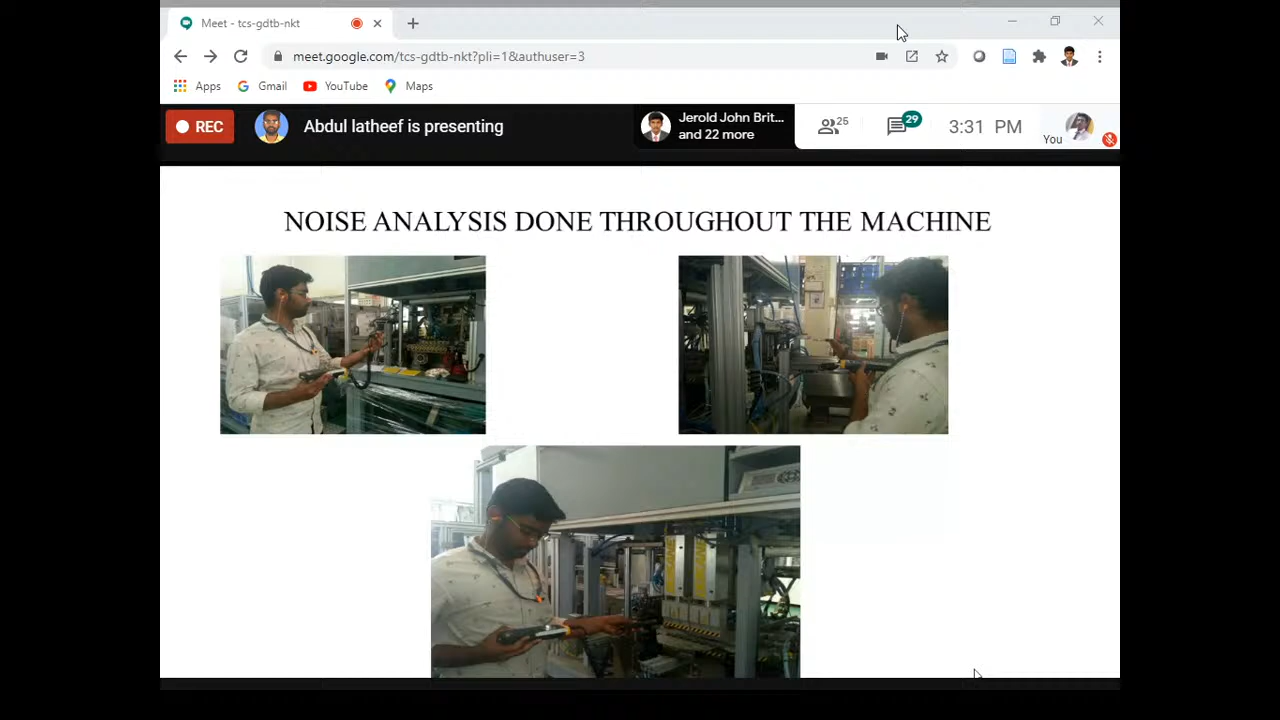 Meet - tcs-gdtb-nkt
meet.google.com/tcs-gdtb-nkt?pli=1&authuser=3
Apps Gmail YouTube Maps
REC Abdul latheef is presenting
Jerold John Brit...
and 22 more
25
29
3:31 PM
You
NOISE ANALYSIS DONE THROUGHOUT THE MACHINE